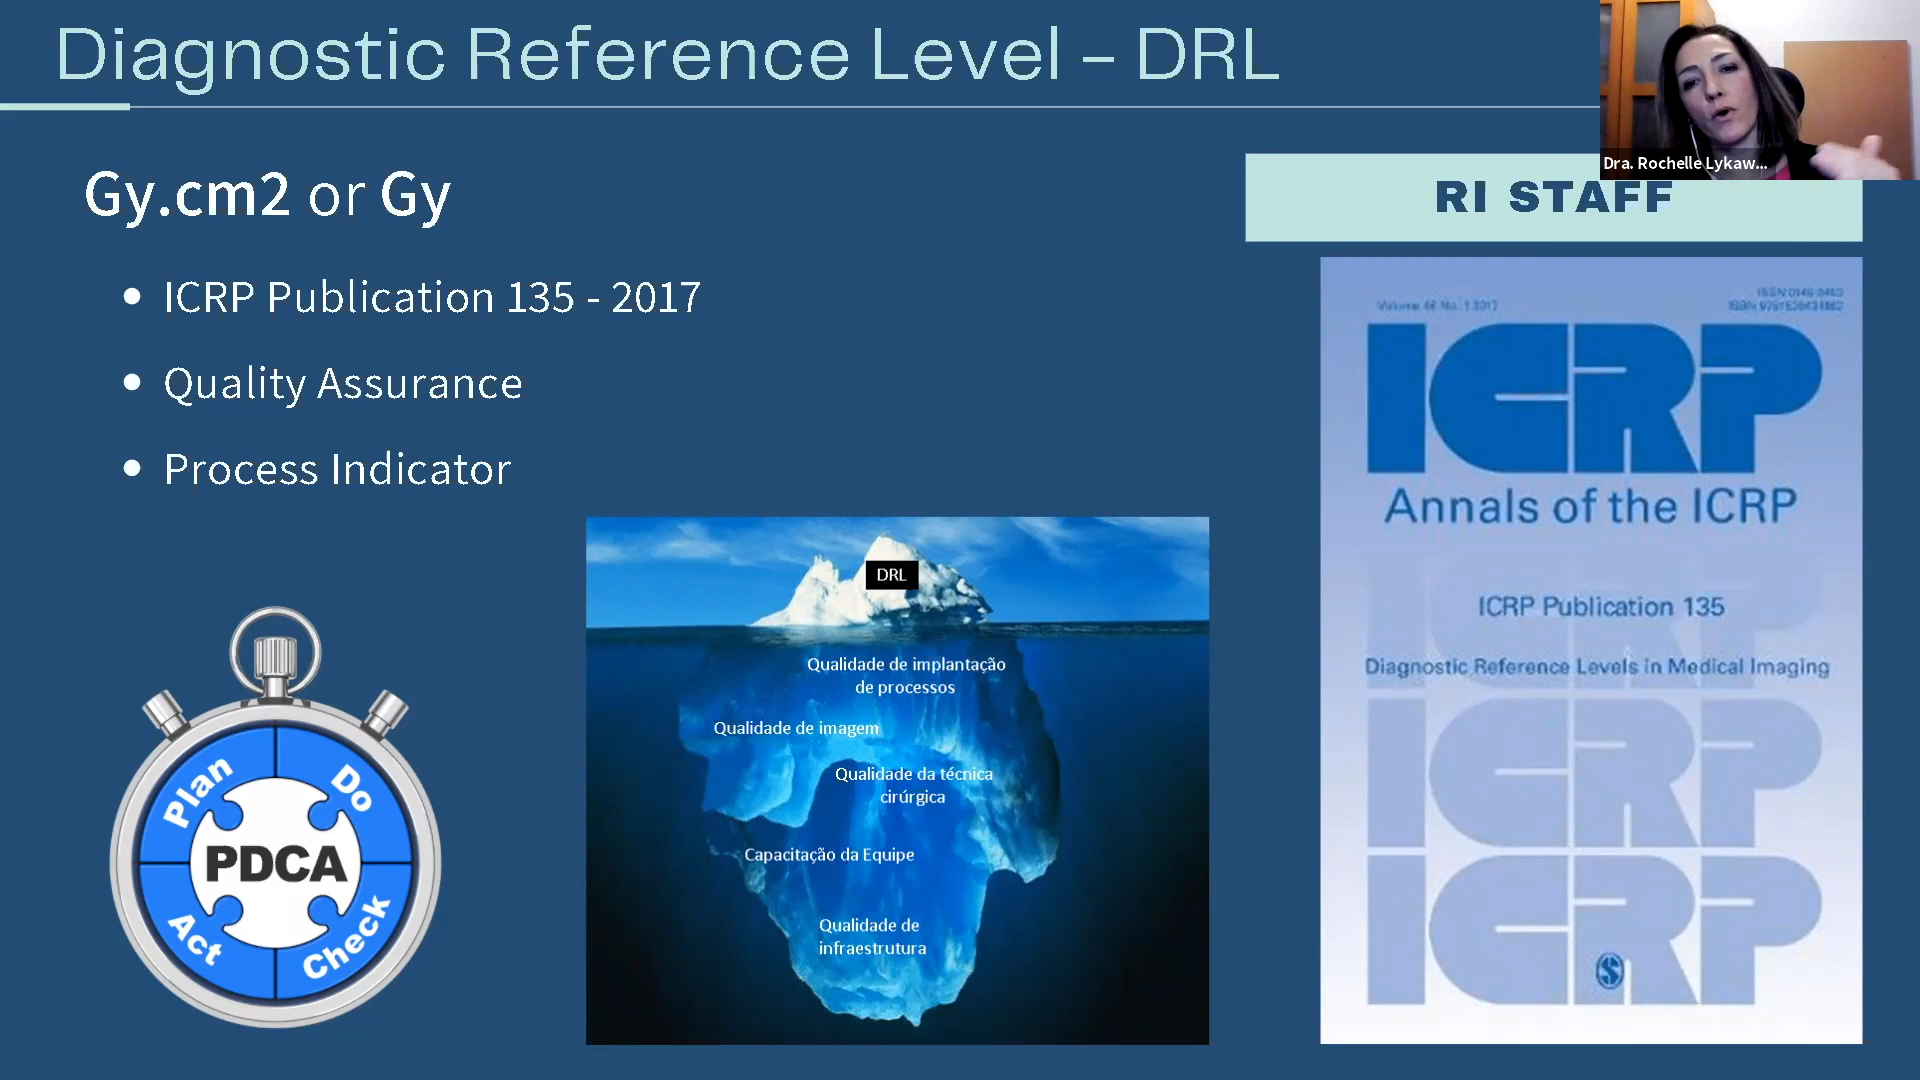 Diagnostic Reference Level – DRL
Dra. Rochelle Lykaw...
Gy.cm2 or Gy
RI STAFF
• ICRP Publication 135 - 2017
• Quality Assurance
• Process Indicator
DRL
Qualidade de implantação
de processos
Qualidade de imagem
Qualidade da técnica
cirúrgica
Capacitação da Equipe
Qualidade de
infraestrutura
Plan
Do
PDCA
Act
Check
ICRP
Annals of the ICRP
ICRP Publication 135
Diagnostic Reference Levels in Medical Imaging
ICRP
ICRP